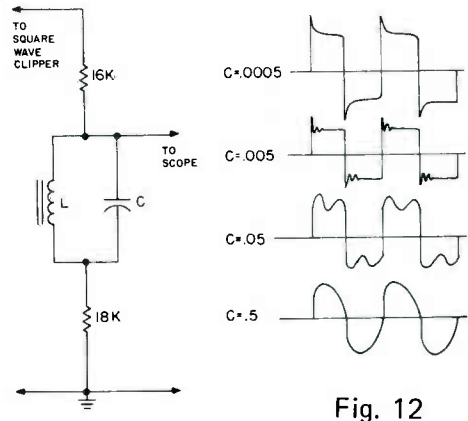 TO
SQUARE
WAVE
CLIPPER
16K
TO
SCOPE
L
C
18K
C=.0005
C=.005
C=.05
C=.5
Fig. 12